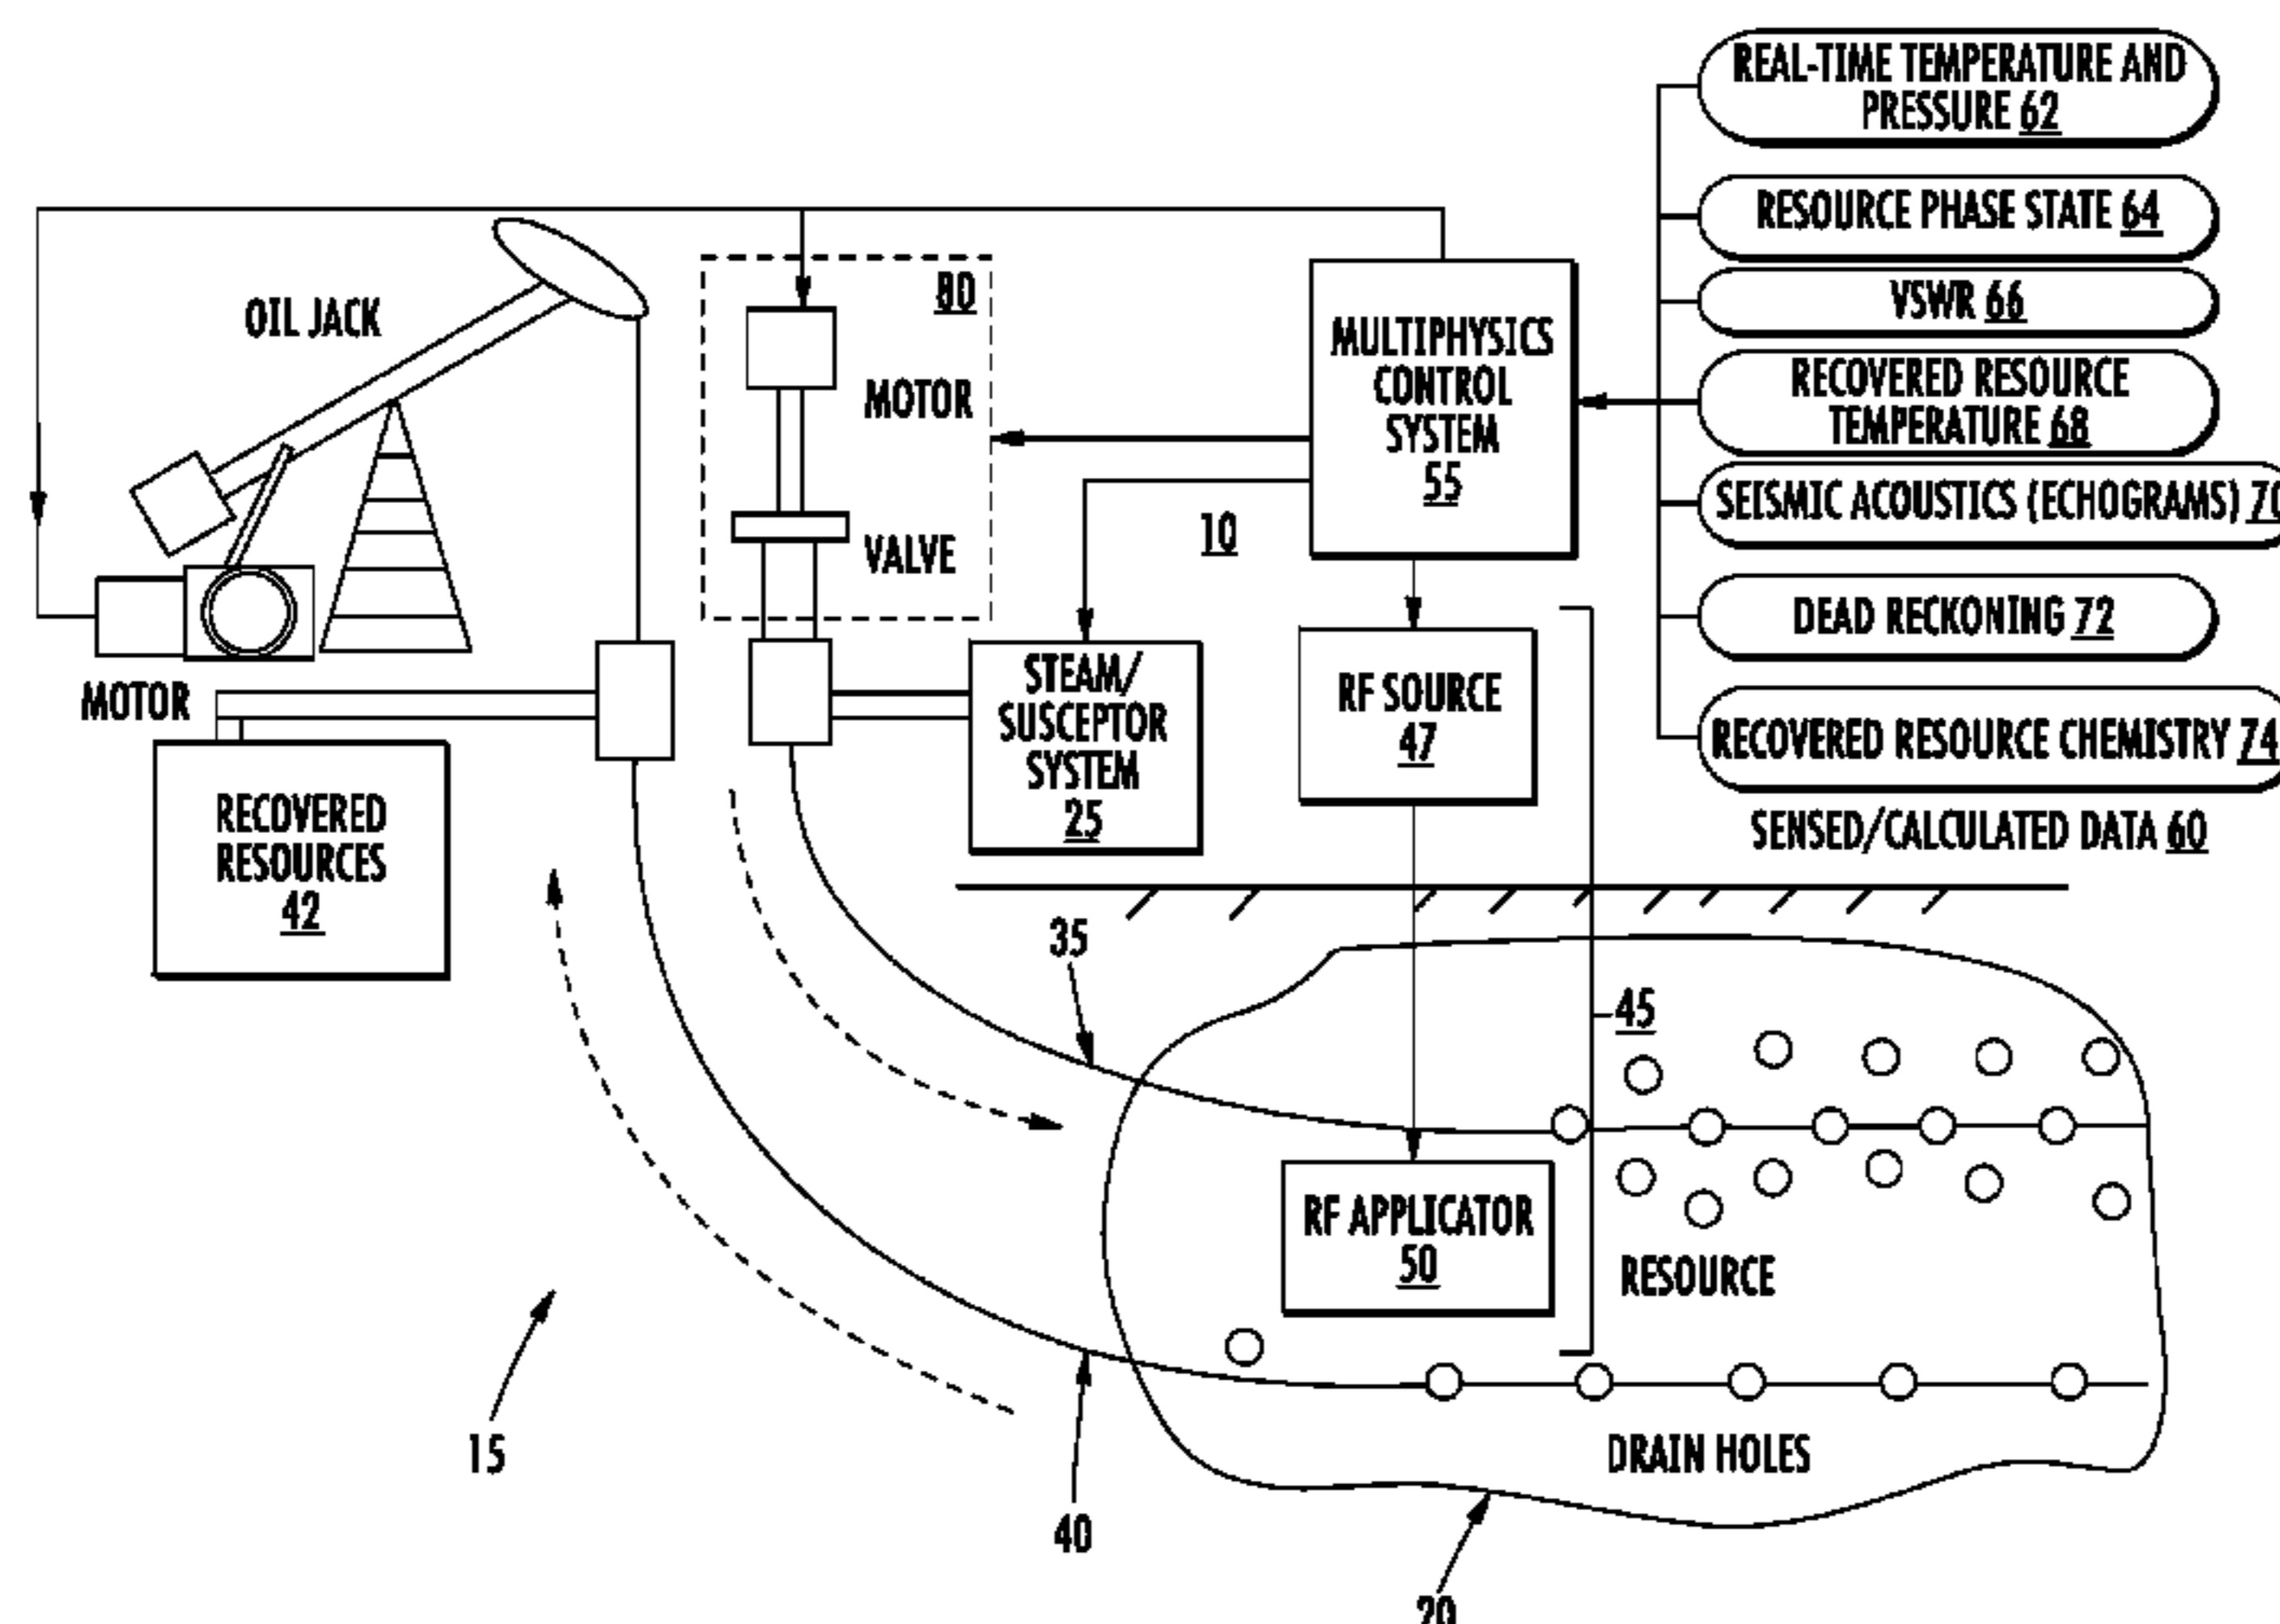 REAL-TIME TEMPERATURE AND
PRESSURE 62
RESOURCE PHASE STATE 64
VSWR 66
RECOVERED RESOURCE
TEMPERATURE 68
SEISMIC ACOUSTICS (ECHOGRAMS) 70
DEAD RECKONING 72
RECOVERED RESOURCE CHEMISTRY 74
SENSED/CALCULATED DATA 60
OIL JACK
80
MOTOR
VALVE
MULTIPHYSICS
CONTROL
SYSTEM
55
10
MOTOR
STEAM/
SUSCEPTOR
SYSTEM
25
RF SOURCE
47
RECOVERED
RESOURCES
42
35
45
RF APPLICATOR
50
RESOURCE
15
40
DRAIN HOLES
20